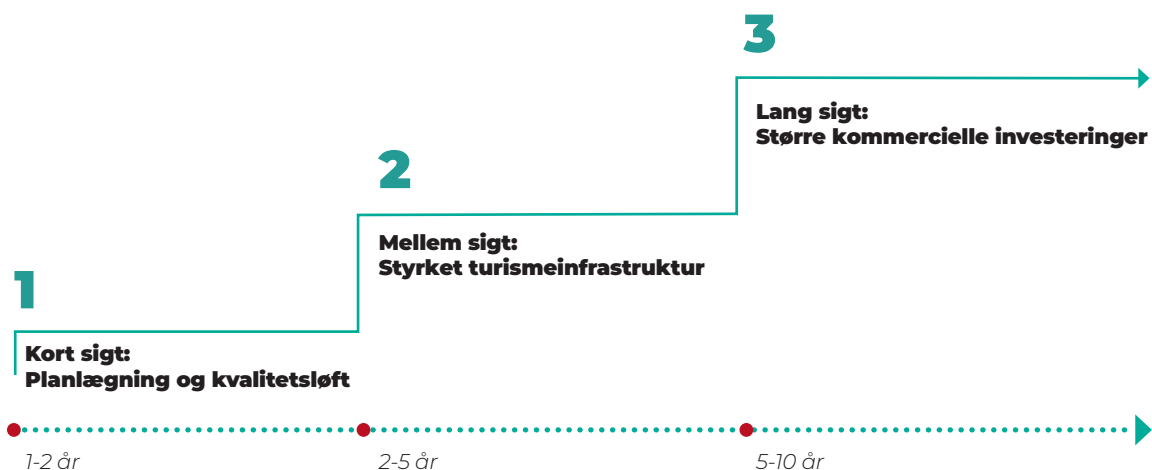 1
Kort sigt:
Planlægning og kvalitetsløft
2
Mellem sigt:
Styrket turismeinfrastruktur
3
Lang sigt:
Større kommercielle investeringer
1-2 år
2-5 år
5-10 år